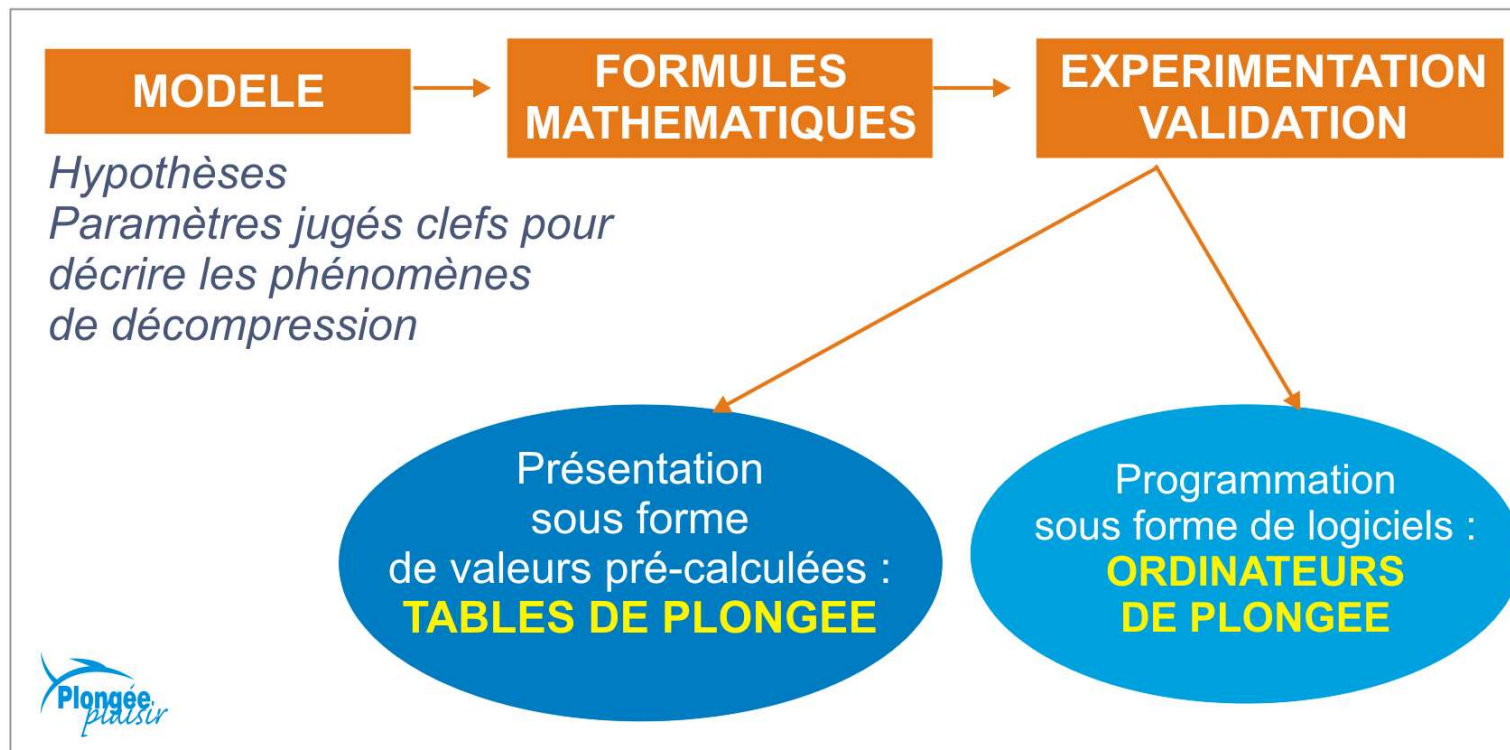 MODELE
FORMULES
MATHEMATIQUES
EXPERIMENTATION
VALIDATION
Hypothèses
Paramètres jugés clefs pour
décrire les phénomènes
de décompression
Présentation
sous forme
de valeurs pré-calculées :
TABLES DE PLONGEE
Programmation
sous forme de logiciels :
ORDINATEURS
DE PLONGEE
Plongée
plaisir